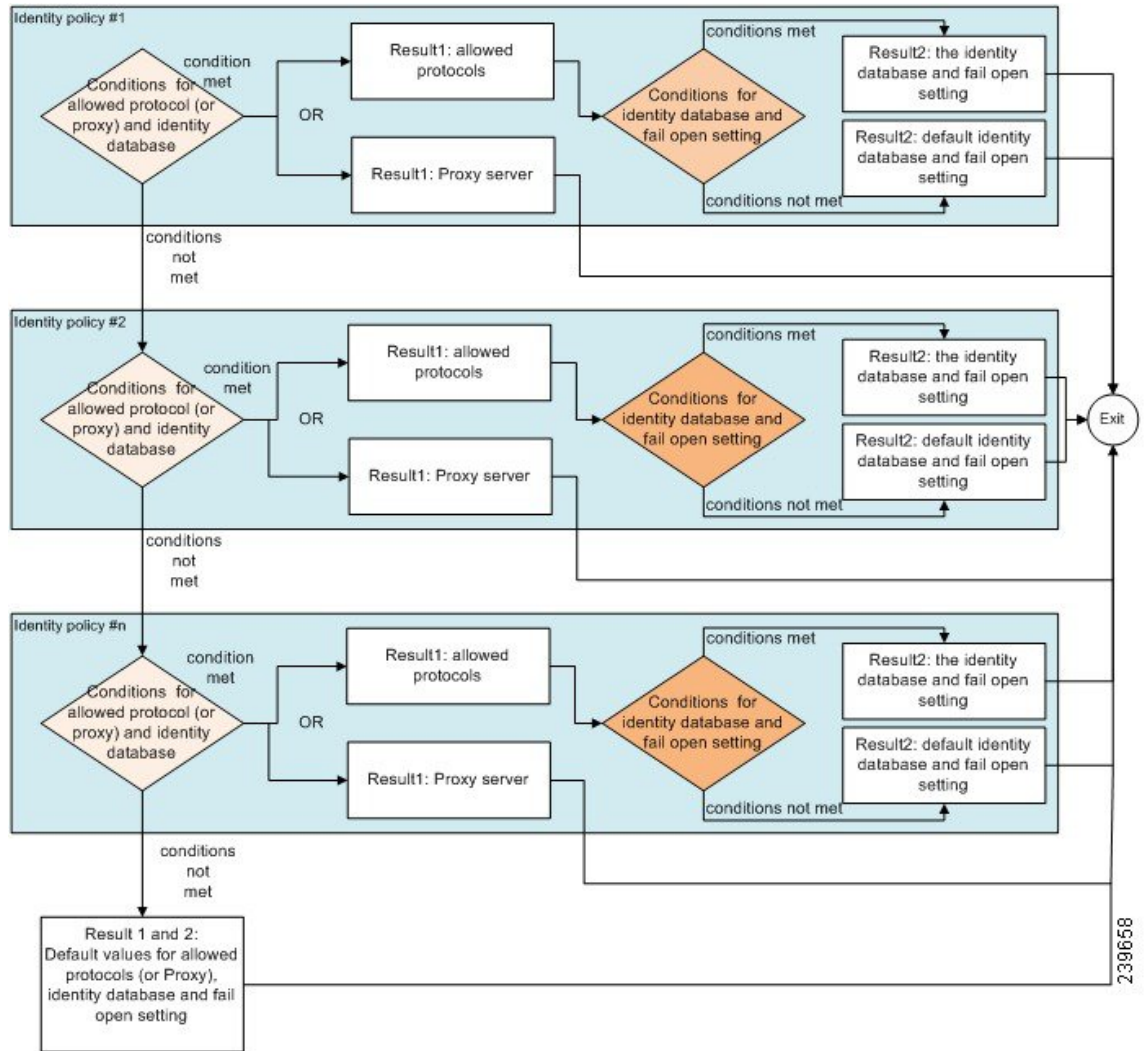 Identity policy #1
Conditions for
allowed protocol (or
proxy) and identity
database
condition
met
OR
Result1: allowed
protocols
Result1: Proxy server
Conditions for
identity database and
fail open setting
conditions met
conditions not met
Result2: the identity
database and fail open
setting
Result2: default identity
database and fail open
setting
conditions
not
met
Identity policy #2
Conditions for
allowed protocol (or
proxy) and identity
database
condition
met
OR
Result1: allowed
protocols
Result1: Proxy server
Conditions for
identity database and
fail open setting
conditions met
conditions not met
Result2: the identity
database and fail open
setting
Result2: default identity
database and fail open
setting
Exit
conditions
not
met
Identity policy #n
Conditions for
allowed protocol (or
proxy) and identity
database
condition
met
OR
Result1: allowed
protocols
Result1: Proxy server
Conditions for
identity database and
fail open setting
conditions met
conditions not met
Result2: the identity
database and fail open
setting
Result2: default identity
database and fail open
setting
conditions
not
met
Result 1 and 2:
Default values for allowed
protocols (or Proxy),
identity database and fail
open setting
239658